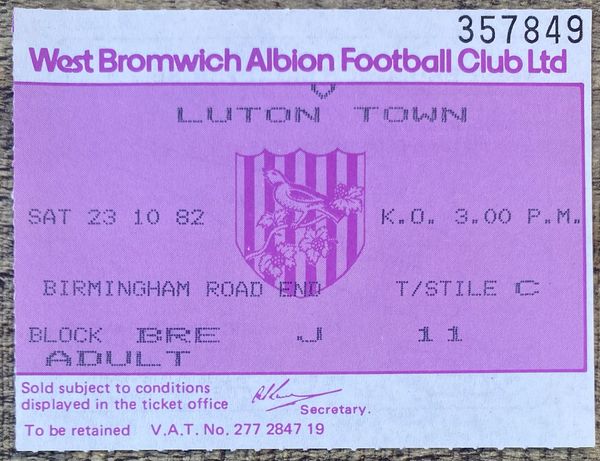 357849
West Bromwich Albion Football Club Ltd
V
LUTON TOWN
SAT 23 10 82 K.O. 3.00 P.M.
BIRMINGHAM ROAD END T/STILE C
BLOCK BRE J 11
ADULT
Sold subject to conditions
displayed in the ticket office
Secretary.
To be retained V.A.T. No. 277 2847 19